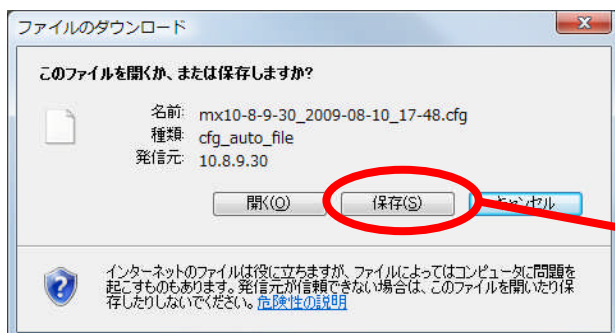 ファイルのダウンロード
このファイルを開くか、または保存しますか?
名前: mx10-8-9-30_2009-08-10_17-48.cfg
種類: cfg_auto_file
発信元: 10.8.9.30
開く(O) 保存(S) キャンセル
インターネットのファイルは役に立ちますが、ファイルによってはコンピュータに問題を
起こすものもあります。発信元が信頼できない場合は、このファイルを開いたり保
存したりしないでください。危険性の説明